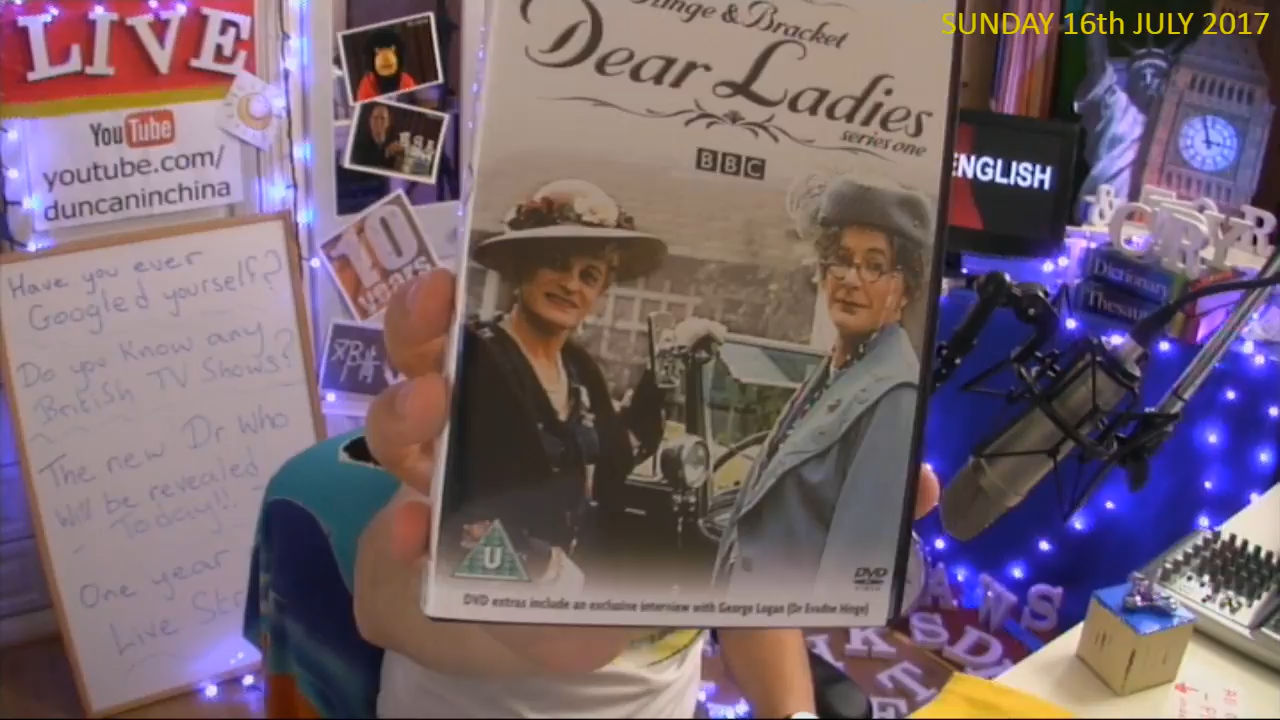 SUNDAY 16th JULY 2017
LIVE
YouTube
youtube.com/
duncaninchina
10
years
Have you ever
Googled yourself?
Do you know any
British TV Shows?
The new Dr Who
Will be revealed
- Today!!
One year
Live
Hinge & Bracket
Dear Ladies
series one
BBC
U
DVD
DVD extras include an exclusive interview with George Logan (Dr Evadne Hinge)
ENGLISH
Dictionary